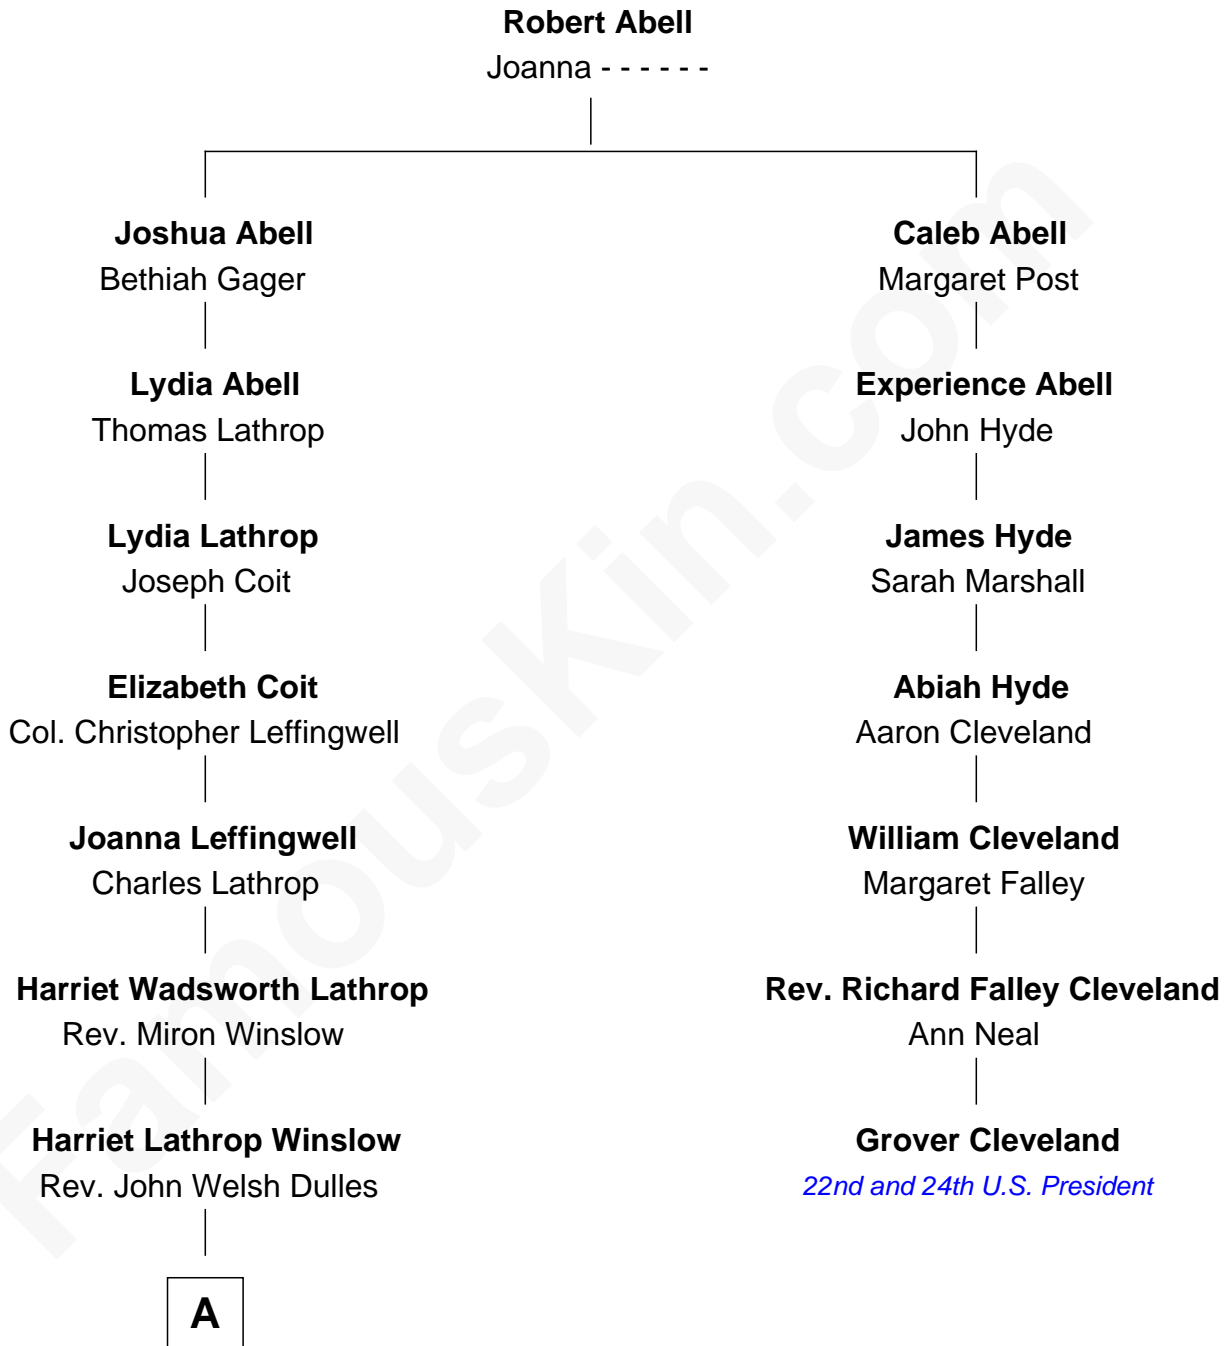 Robert Abell
Joanna - - - - - -
Joshua Abell
Bethiah Gager
Caleb Abell
Margaret Post
Lydia Abell
Thomas Lathrop
Experience Abell
John Hyde
Lydia Lathrop
Joseph Coit
James Hyde
Sarah Marshall
Elizabeth Coit
Col. Christopher Leffingwell
Abiah Hyde
Aaron Cleveland
Joanna Leffingwell
Charles Lathrop
William Cleveland
Margaret Falley
Harriet Wadsworth Lathrop
Rev. Miron Winslow
Rev. Richard Falley Cleveland
Ann Neal
Harriet Lathrop Winslow
Rev. John Welsh Dulles
Grover Cleveland
22nd and 24th U.S. President
A
FamousKin.com